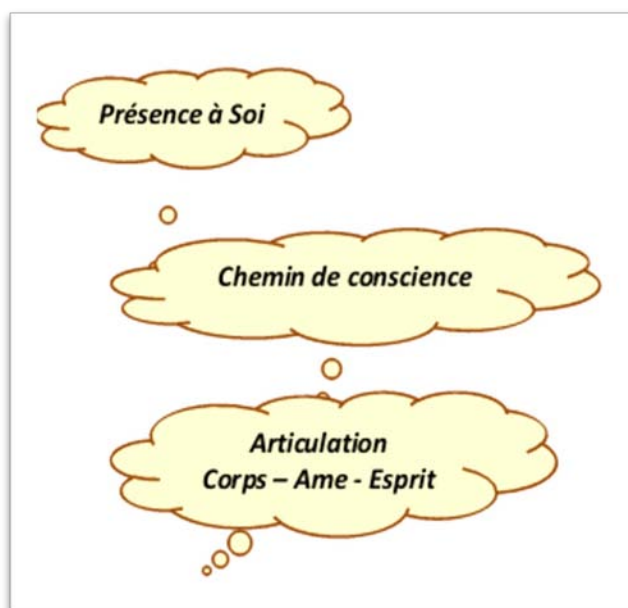 Présence à Soi
Chemin de conscience
Articulation
Corps – Ame - Esprit